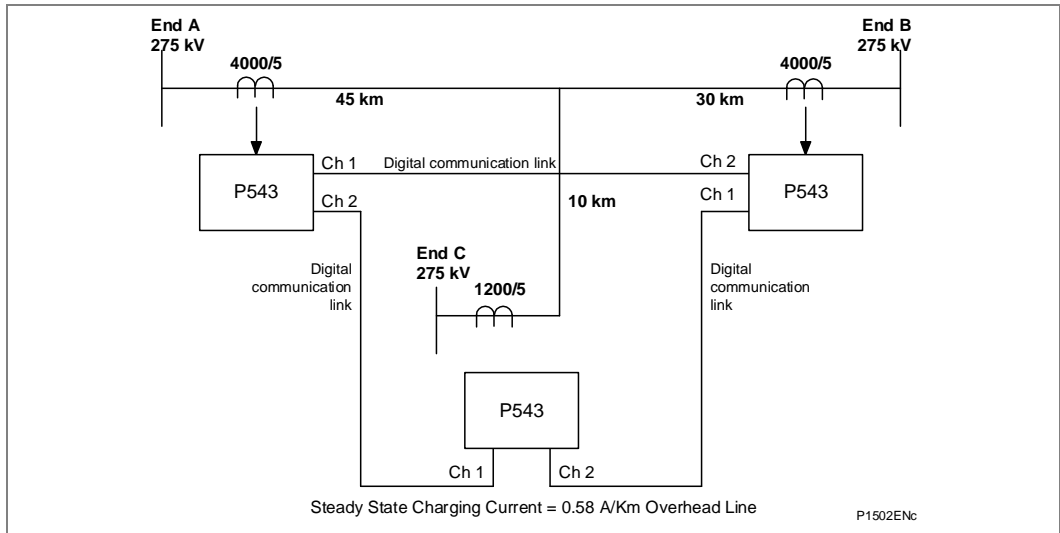 End A
275 kV
End B
275 kV
4000/5
4000/5
45 km
30 km
P543
Ch 1
Digital communication link
Ch 2
P543
Ch 2
Ch 1
10 km
Digital
communication
link
End C
275 kV
1200/5
Digital
communication
link
P543
Ch 1
Ch 2
Steady State Charging Current = 0.58 A/Km Overhead Line
P1502ENc